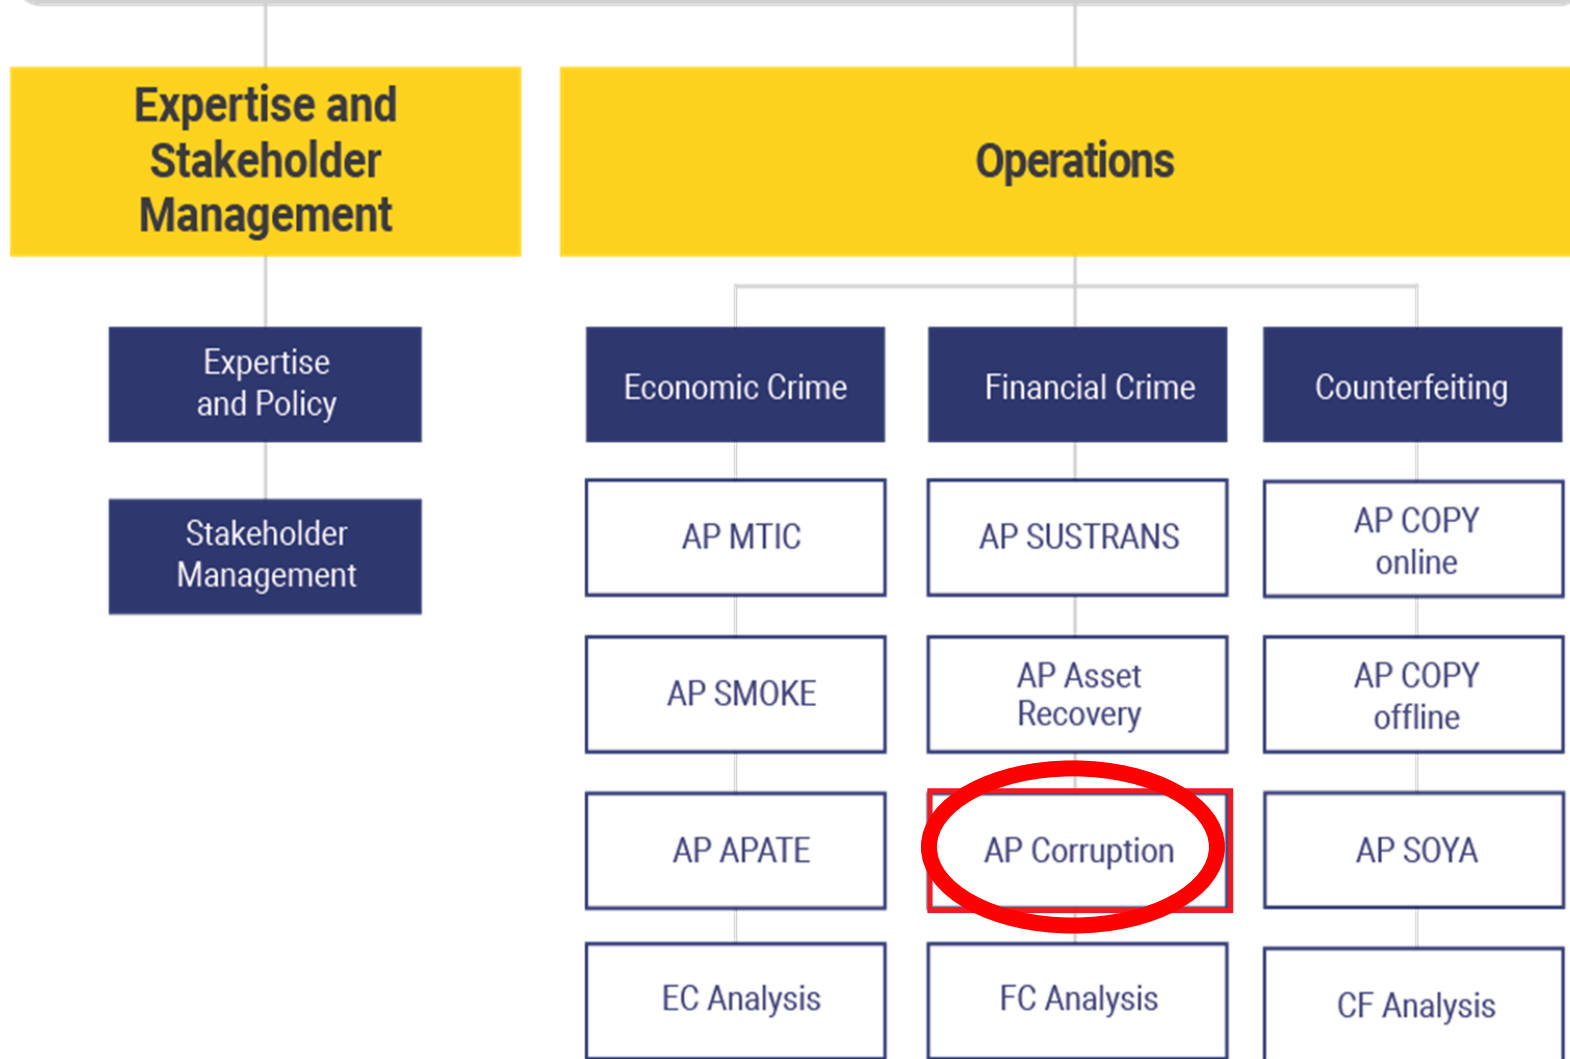 Expertise and
Stakeholder
Management
Operations
Expertise
and Policy
Stakeholder
Management
Economic Crime
AP MTIC
AP SMOKE
AP APATE
EC Analysis
Financial Crime
AP SUSTRANS
AP Asset
Recovery
AP Corruption
FC Analysis
Counterfeiting
AP COPY
online
AP COPY
offline
AP SOYA
CF Analysis